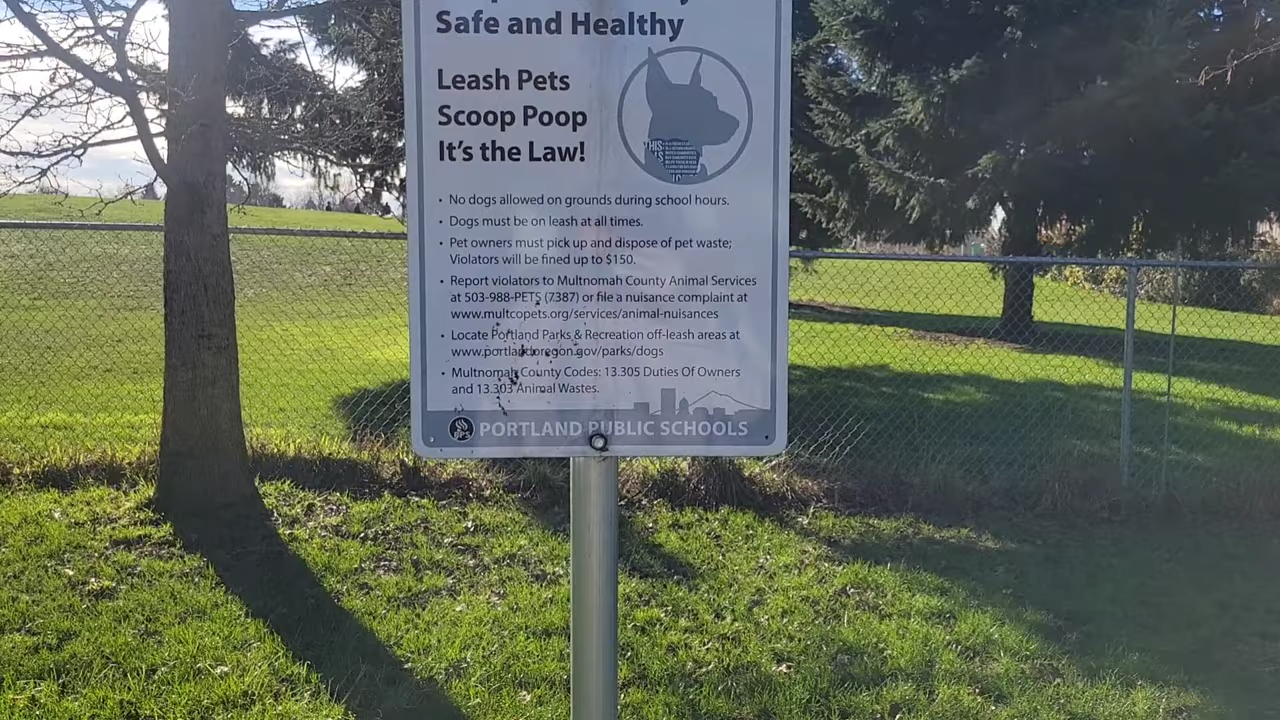 Safe and Healthy
Leash Pets
Scoop Poop
It's the Law!
THIS
IS
• No dogs allowed on grounds during school hours.
• Dogs must be on leash at all times.
• Pet owners must pick up and dispose of pet waste;
Violators will be fined up to $150.
• Report violators to Multnomah County Animal Services
at 503-988-PETS (7387) or file a nuisance complaint at
www.multcopets.org/services/animal-nuisances
• Locate Portland Parks & Recreation off-leash areas at
www.portlandoregon.gov/parks/dogs
• Multnomah County Codes: 13.305 Duties Of Owners
and 13.303 Animal Wastes.
PPS
PORTLAND PUBLIC SCHOOLS